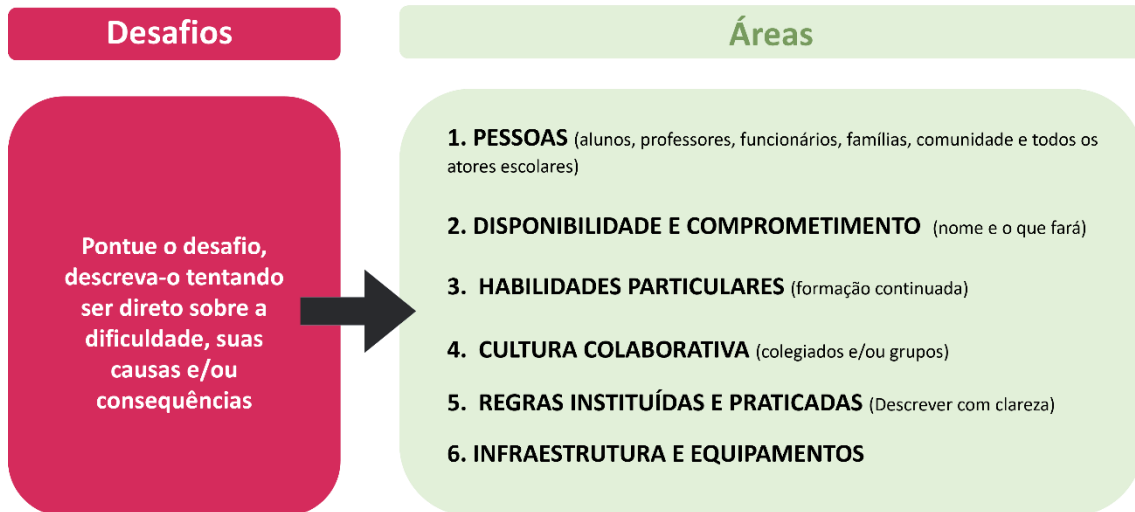 Desafios
Áreas
Pontue o desafio,
descreva-o tentando
ser direto sobre a
dificuldade, suas
causas e/ou
consequências
1. PESSOAS (alunos, professores, funcionários, famílias, comunidade e todos os
atores escolares)
2. DISPONIBILIDADE E COMPROMETIMENTO (nome e o que fará)
3. HABILIDADES PARTICULARES (formação continuada)
4. CULTURA COLABORATIVA (colegiados e/ou grupos)
5. REGRAS INSTITUÍDAS E PRATICADAS (Descrever com clareza)
6. INFRAESTRUTURA E EQUIPAMENTOS